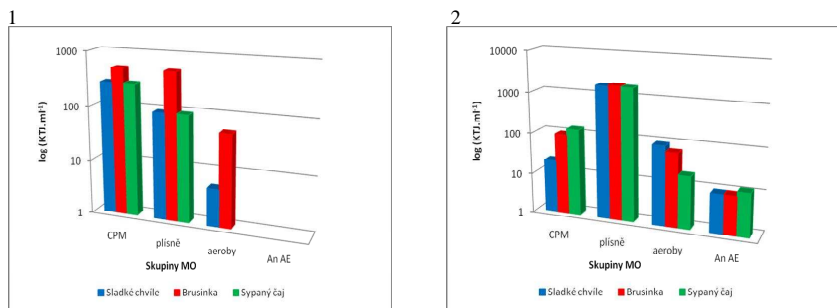 1
1000
100
10
1
log (KTJ.ml⁻¹)
CPM
plísně
aeroby
An AE
Skupiny MO
Sladké chvíle
Brusinka
Sypaný čaj
2
10000
1000
100
10
1
log (KTJ.ml⁻¹]
CPM
plísně
aeroby
An AE
Skupiny MO
Sladké chvíle
Brusinka
Sypaný čaj